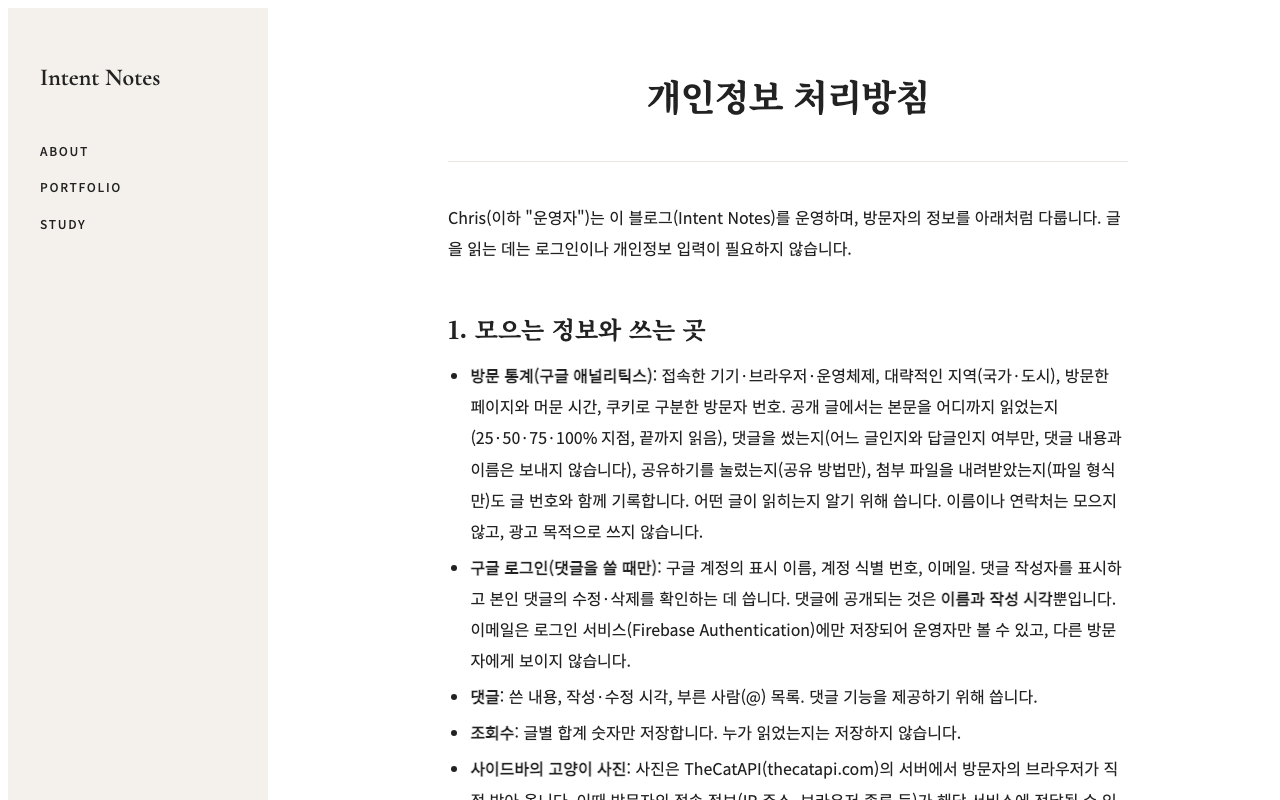 Intent Notes
ABOUT
PORTFOLIO
STUDY
개인정보 처리방침
Chris(이하 "운영자")는 이 블로그(Intent Notes)를 운영하며, 방문자의 정보를 아래처럼 다룹니다. 글
을 읽는 데는 로그인이나 개인정보 입력이 필요하지 않습니다.
1. 모으는 정보와 쓰는 곳
• 방문 통계(구글 애널리틱스): 접속한 기기·브라우저·운영체제, 대략적인 지역(국가·도시), 방문한
페이지와 머문 시간, 쿠키로 구분한 방문자 번호. 공개 글에서는 본문을 어디까지 읽었는지
(25·50·75·100% 지점, 끝까지 읽음), 댓글을 썼는지(어느 글인지와 답글인지 여부만, 댓글 내용과
이름은 보내지 않습니다), 공유하기를 눌렀는지(공유 방법만), 첨부 파일을 내려받았는지(파일 형식
만)도 글 번호와 함께 기록합니다. 어떤 글이 읽히는지 알기 위해 씁니다. 이름이나 연락처는 모으지
않고, 광고 목적으로 쓰지 않습니다.
• 구글 로그인(댓글을 쓸 때만): 구글 계정의 표시 이름, 계정 식별 번호, 이메일. 댓글 작성자를 표시하
고 본인 댓글의 수정·삭제를 확인하는 데 씁니다. 댓글에 공개되는 것은 이름과 작성 시각뿐입니다.
이메일은 로그인 서비스(Firebase Authentication)에만 저장되어 운영자만 볼 수 있고, 다른 방문
자에게 보이지 않습니다.
• 댓글: 쓴 내용, 작성·수정 시각, 부른 사람(@) 목록. 댓글 기능을 제공하기 위해 씁니다.
• 조회수: 글별 합계 숫자만 저장합니다. 누가 읽었는지는 저장하지 않습니다.
• 사이드바의 고양이 사진: 사진은 TheCatAPI(thecatapi.com)의 서버에서 방문자의 브라우저가 직